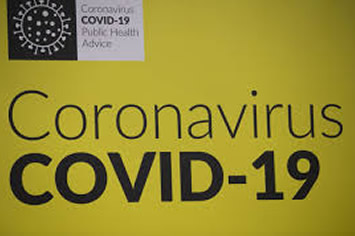 Coronavirus
COVID-19
Public Health
Advice
Coronavirus
COVID-19